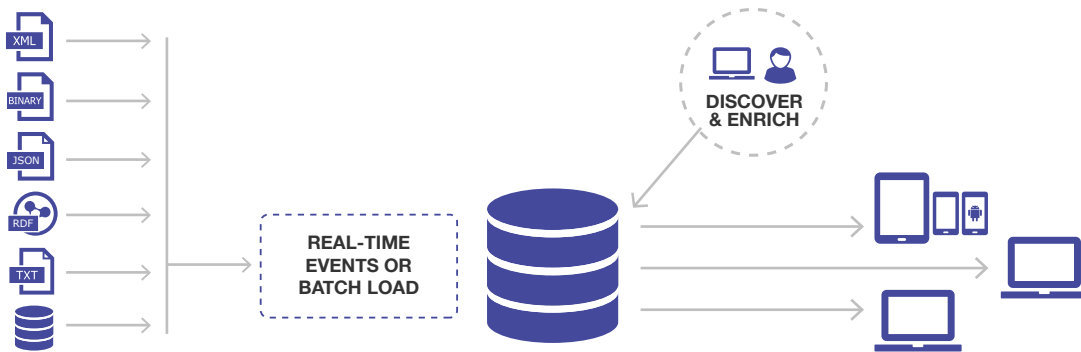 XML
BINARY
JSON
RDF
TXT
REAL-TIME
EVENTS OR
BATCH LOAD
DISCOVER
& ENRICH